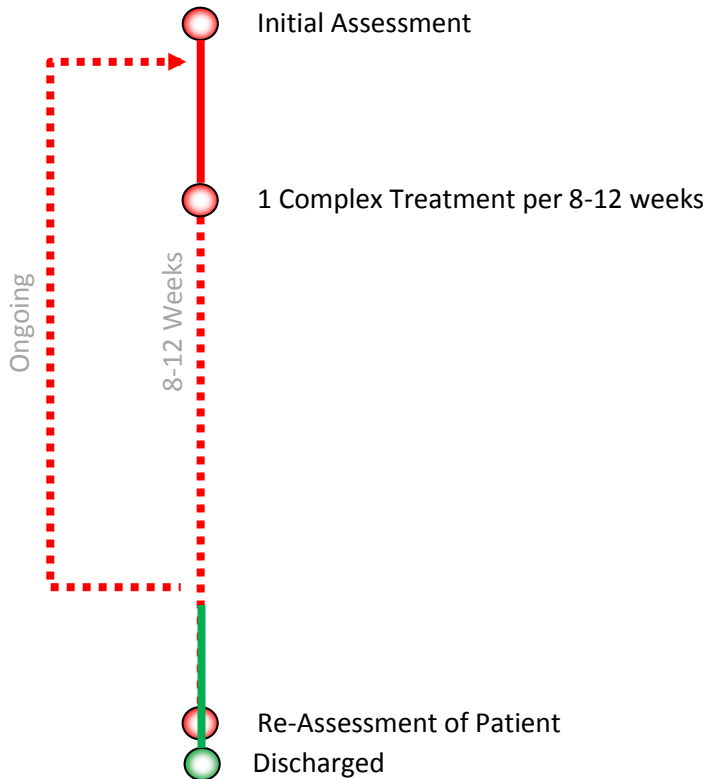 Initial Assessment
1 Complex Treatment per 8-12 weeks
Ongoing
8-12 Weeks
Re-Assessment of Patient
Discharged